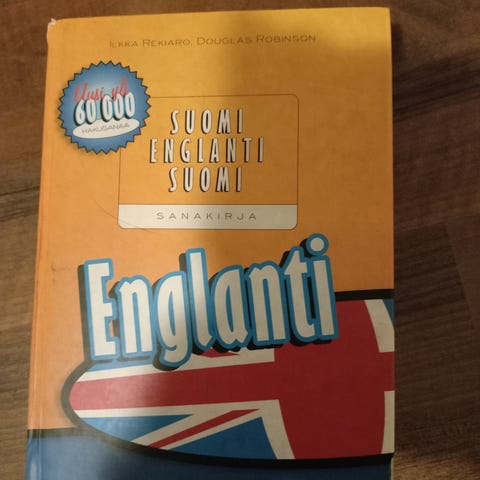 ILKKA REKIARO, DOUGLAS ROBINSON
Uusi yli
60 000
HAKUSANAA
SUOMI
ENGLANTI
SUOMI
SANAKIRJA
Englanti